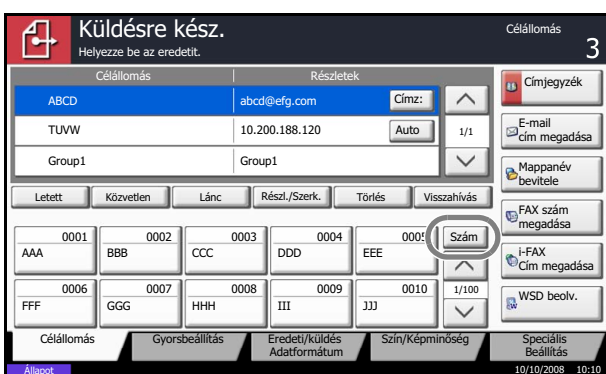 Küldésre kész.
Helyezze be az eredetit.
Célállomás
3
Célállomás Részletek
ABCD abcd@efg.com Címz:
TUVW 10.200.188.120 Auto 1/1
Group1 Group1
Letett Közvetlen Lánc Részl./Szerk. Törlés Visszahívás
0001 0002 0003 0004 0005 Szám
AAA BBB CCC DDD EEE
0006 0007 0008 0009 0010 1/100
FFF GGG HHH III JJJ
Címjegyzék
E-mail
cím megadása
Mappanév
bevitele
FAX szám
megadása
i-FAX
Cím megadása
WSD beolv.
Célállomás Gyorsbeállítás Eredeti/küldés Szín/Képminőség Speciális
Adatformátum Beállítás
Állapot 10/10/2008 10:10